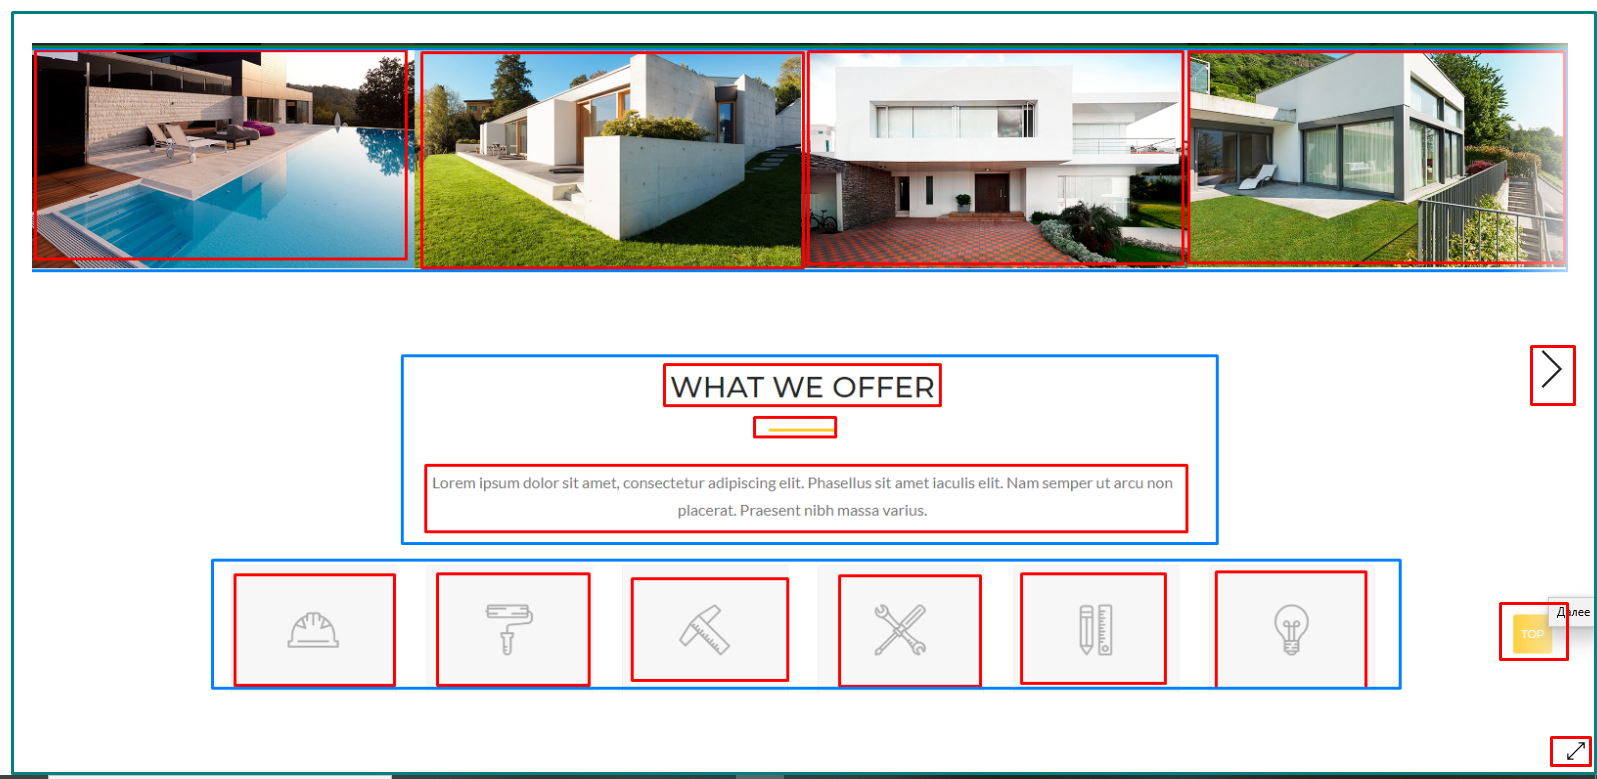 WHAT WE OFFER
Lorem ipsum dolor sit amet, consectetur adipiscing elit. Phasellus sit amet iaculis elit. Nam semper ut arcu non
placerat. Praesent nibh massa varius.
Далее
TOP